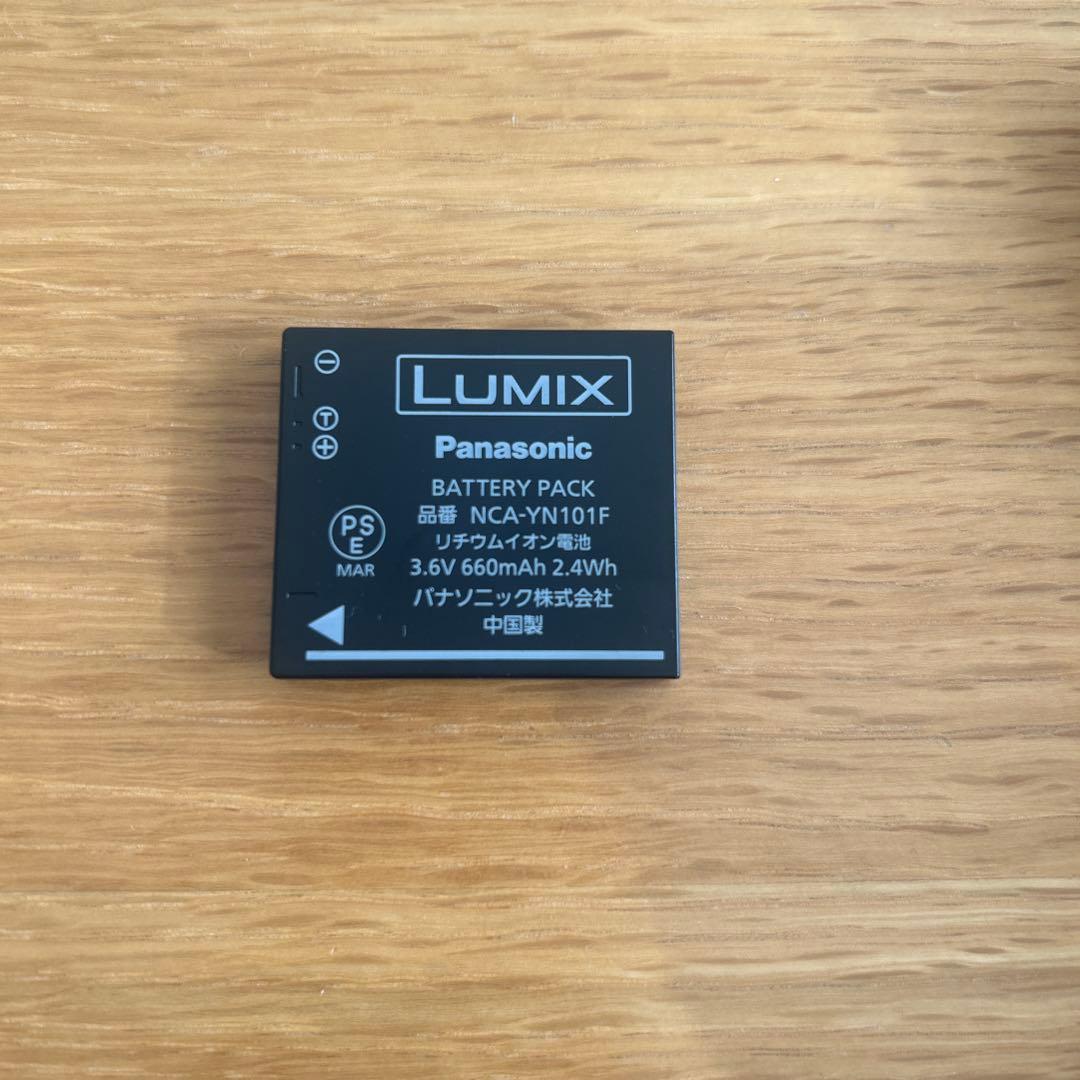 LUMIX
Panasonic
BATTERY PACK
品番 NCA-YN101F
リチウムイオン電池
3.6V 660mAh 2.4Wh
パナソニック株式会社
中国製
T
PS
E
MAR